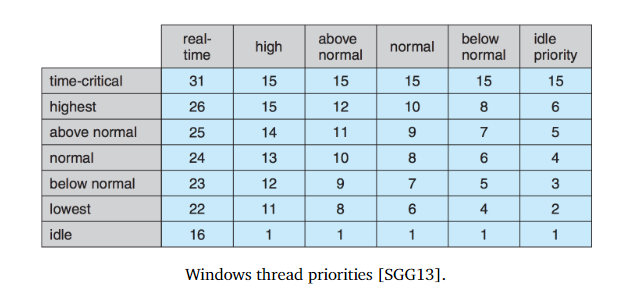 real-time high above normal normal below normal idle priority
time-critical 31 15 15 15 15 15
highest 26 15 12 10 8 6
above normal 25 14 11 9 7 5
normal 24 13 10 8 6 4
below normal 23 12 9 7 5 3
lowest 22 11 8 6 4 2
idle 16 1 1 1 1 1
Windows thread priorities [SGG13].